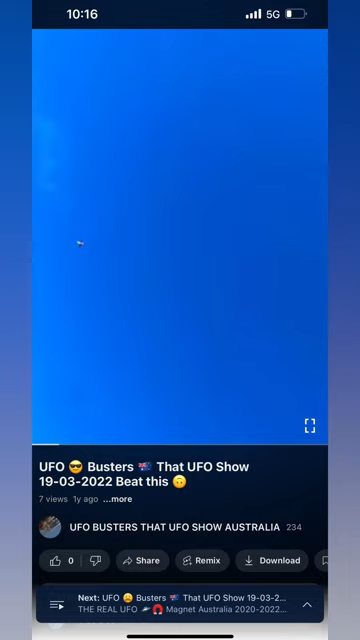 10:16
5G
UFO 😎 Busters 🇦🇺 That UFO Show
19-03-2022 Beat this 🙃
7 views 1y ago ...more
UFO BUSTERS THAT UFO SHOW AUSTRALIA 234
0 Share Remix Download
Next: UFO 😩 Busters 🇦🇺 That UFO Show 19-03-2...
THE REAL UFO 🛸🧲 Magnet Australia 2020-2022...